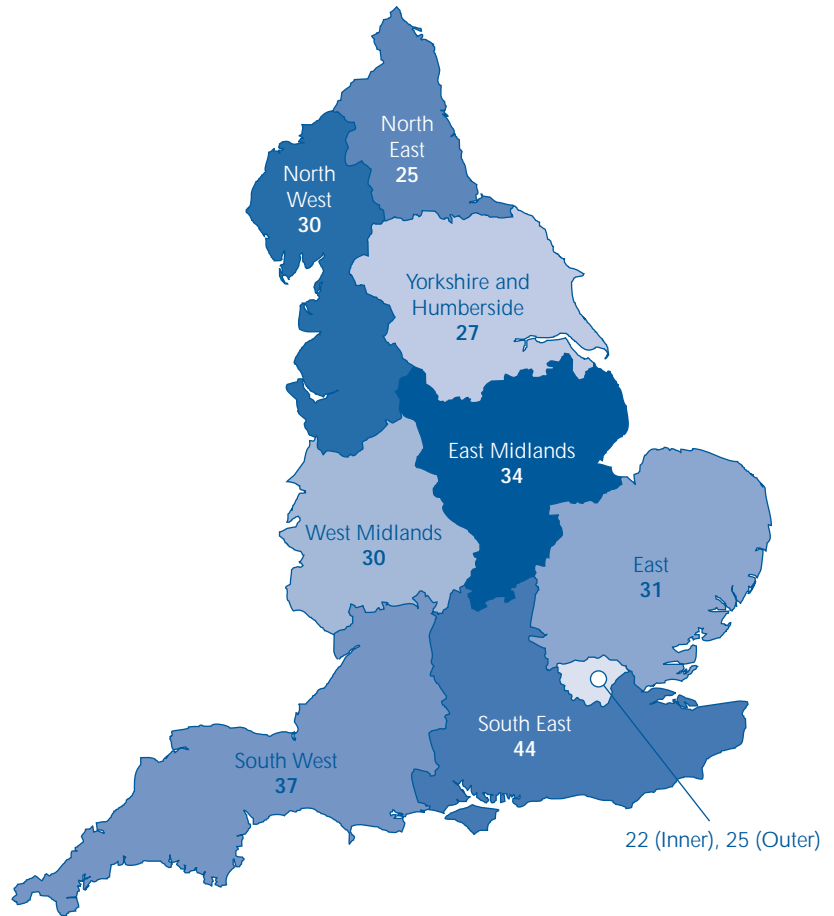 North
East
25
North
West
30
Yorkshire and
Humberside
27
East Midlands
34
West Midlands
30
East
31
South East
44
South West
37
22 (Inner), 25 (Outer)